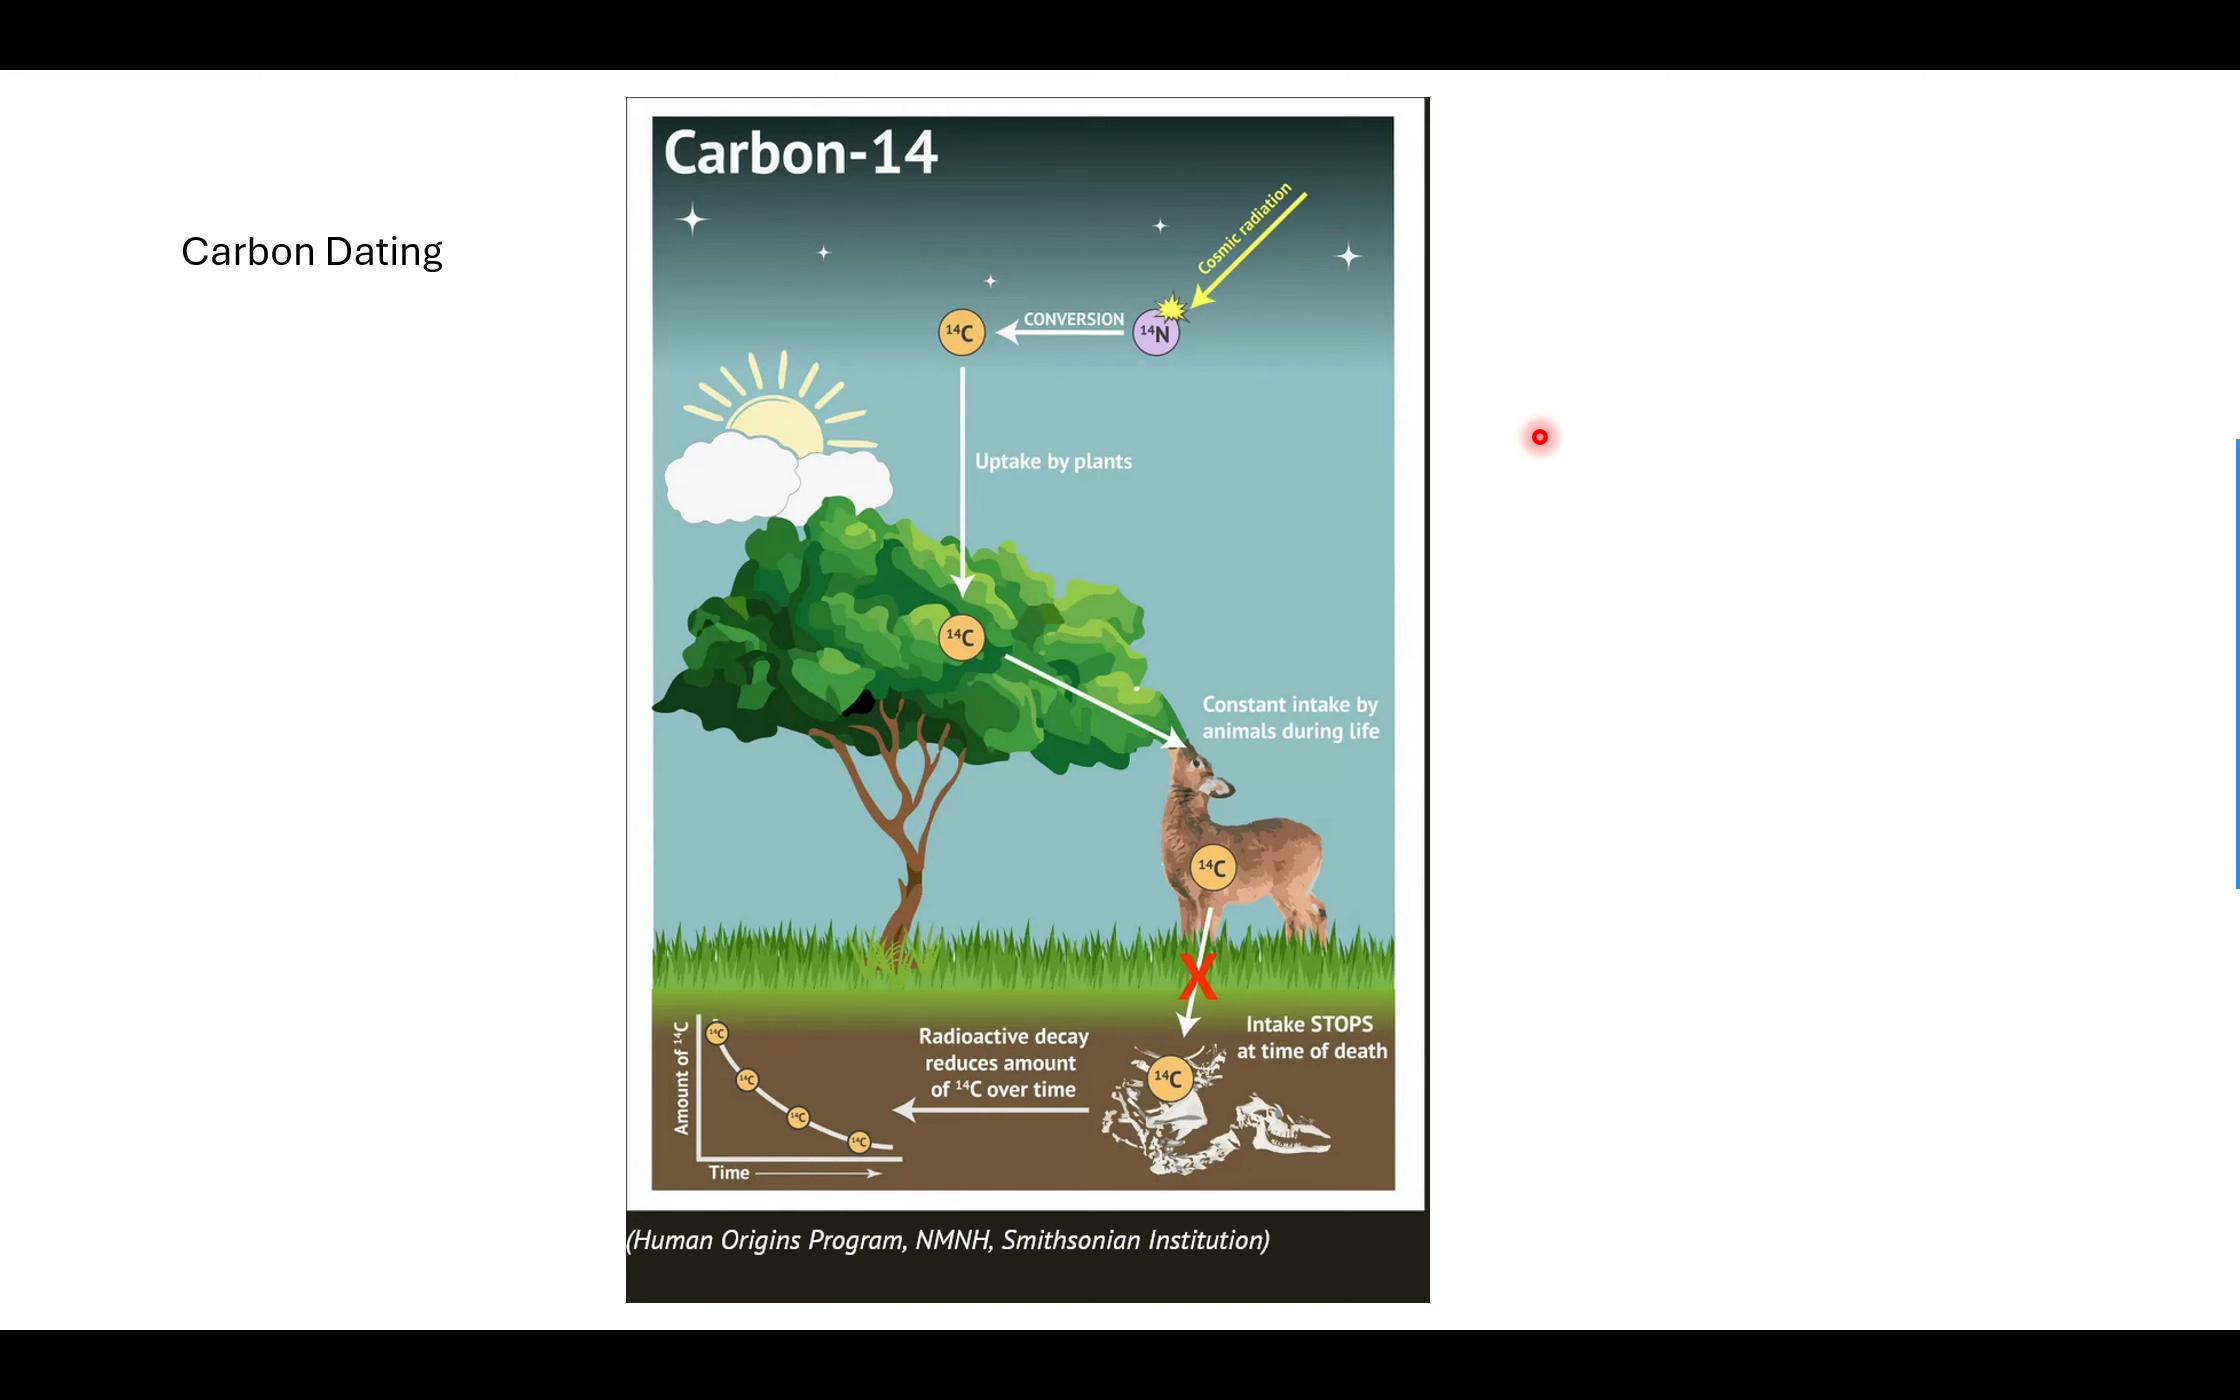 Carbon Dating
Carbon-14
Cosmic radiation
¹⁴C
CONVERSION
¹⁴N
Uptake by plants
¹⁴C
Constant intake by
animals during life
¹⁴C
X
Intake STOPS
at time of death
¹⁴C
Radioactive decay
reduces amount
of ¹⁴C over time
Amount of ¹⁴C
¹⁴C
¹⁴C
¹⁴C
¹⁴C
Time
(Human Origins Program, NMNH, Smithsonian Institution)